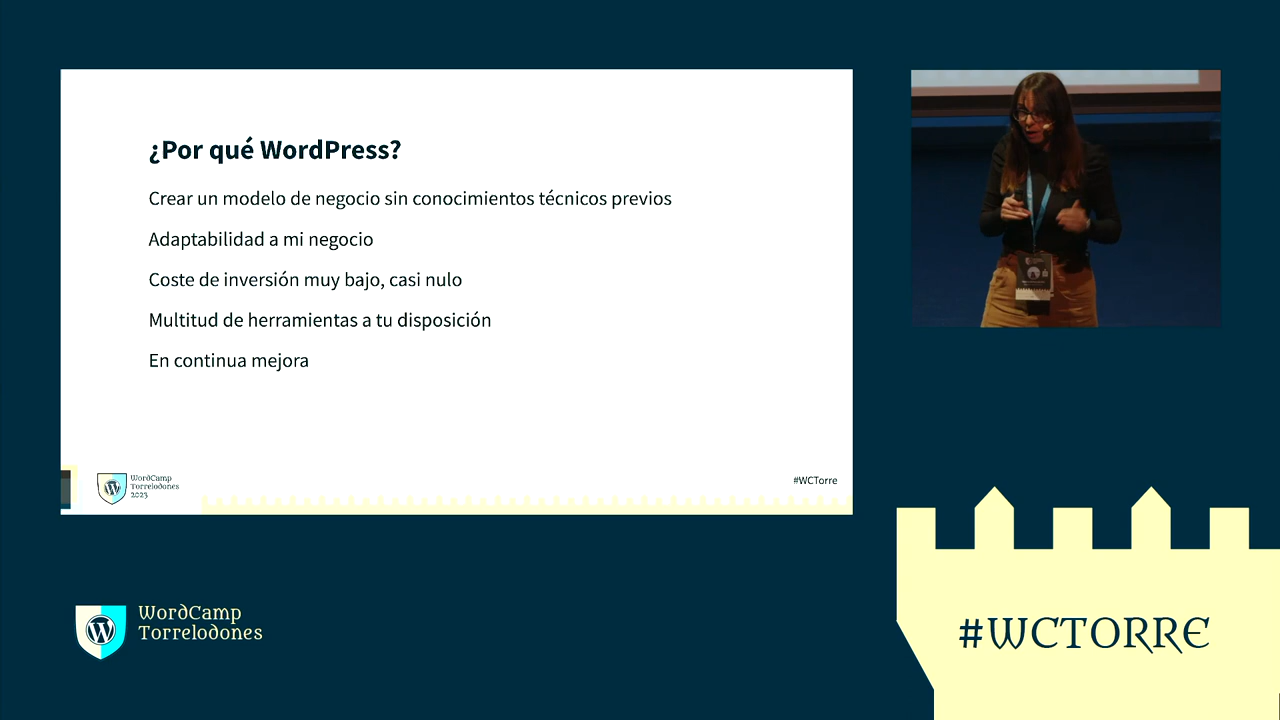 ¿Por qué WordPress?
Crear un modelo de negocio sin conocimientos técnicos previos
Adaptabilidad a mi negocio
Coste de inversión muy bajo, casi nulo
Multitud de herramientas a tu disposición
En continua mejora
WordCamp
Torrelodones
2023
#WCTorre
WordCamp
Torrelodones
#WCTORRE